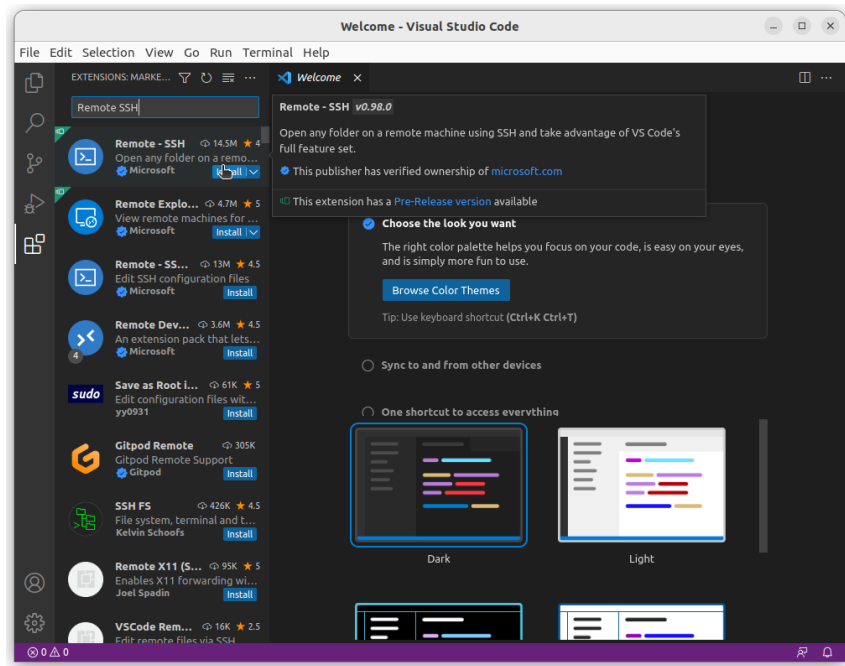 Welcome - Visual Studio Code
File Edit Selection View Go Run Terminal Help
EXTENSIONS: MARKE...
Welcome
Remote SSH
Remote - SSH 14.5M ★ 4
Open any folder on a remo...
Microsoft
Remote Explo... 4.7M ★ 5
View remote machines for ...
Microsoft Install
Remote - SS... 13M ★ 4.5
Edit SSH configuration files
Microsoft Install
Remote Dev... 3.6M ★ 4.5
An extension pack that lets...
4 Microsoft Install
sudo
Save as Root i... 61K ★ 5
Edit configuration files wit...
yy0931 Install
Gitpod Remote 305K
Gitpod Remote Support
Gitpod Install
SSH FS 426K ★ 4.5
File system, terminal and t...
Kelvin Schoofs Install
Remote X11 (S... 95K ★ 5
Enables X11 forwarding wi...
Joel Spadin Install
VSCode Rem... 16K ★ 2.5
Edit remote files via SSH
Remote - SSH v0.98.0
Open any folder on a remote machine using SSH and take advantage of VS Code's
full feature set.
This publisher has verified ownership of microsoft.com
This extension has a Pre-Release version available
Choose the look you want
The right color palette helps you focus on your code, is easy on your eyes,
and is simply more fun to use.
Browse Color Themes
Tip: Use keyboard shortcut (Ctrl+K Ctrl+T)
Sync to and from other devices
One shortcut to access everything
Dark
Light
0 0